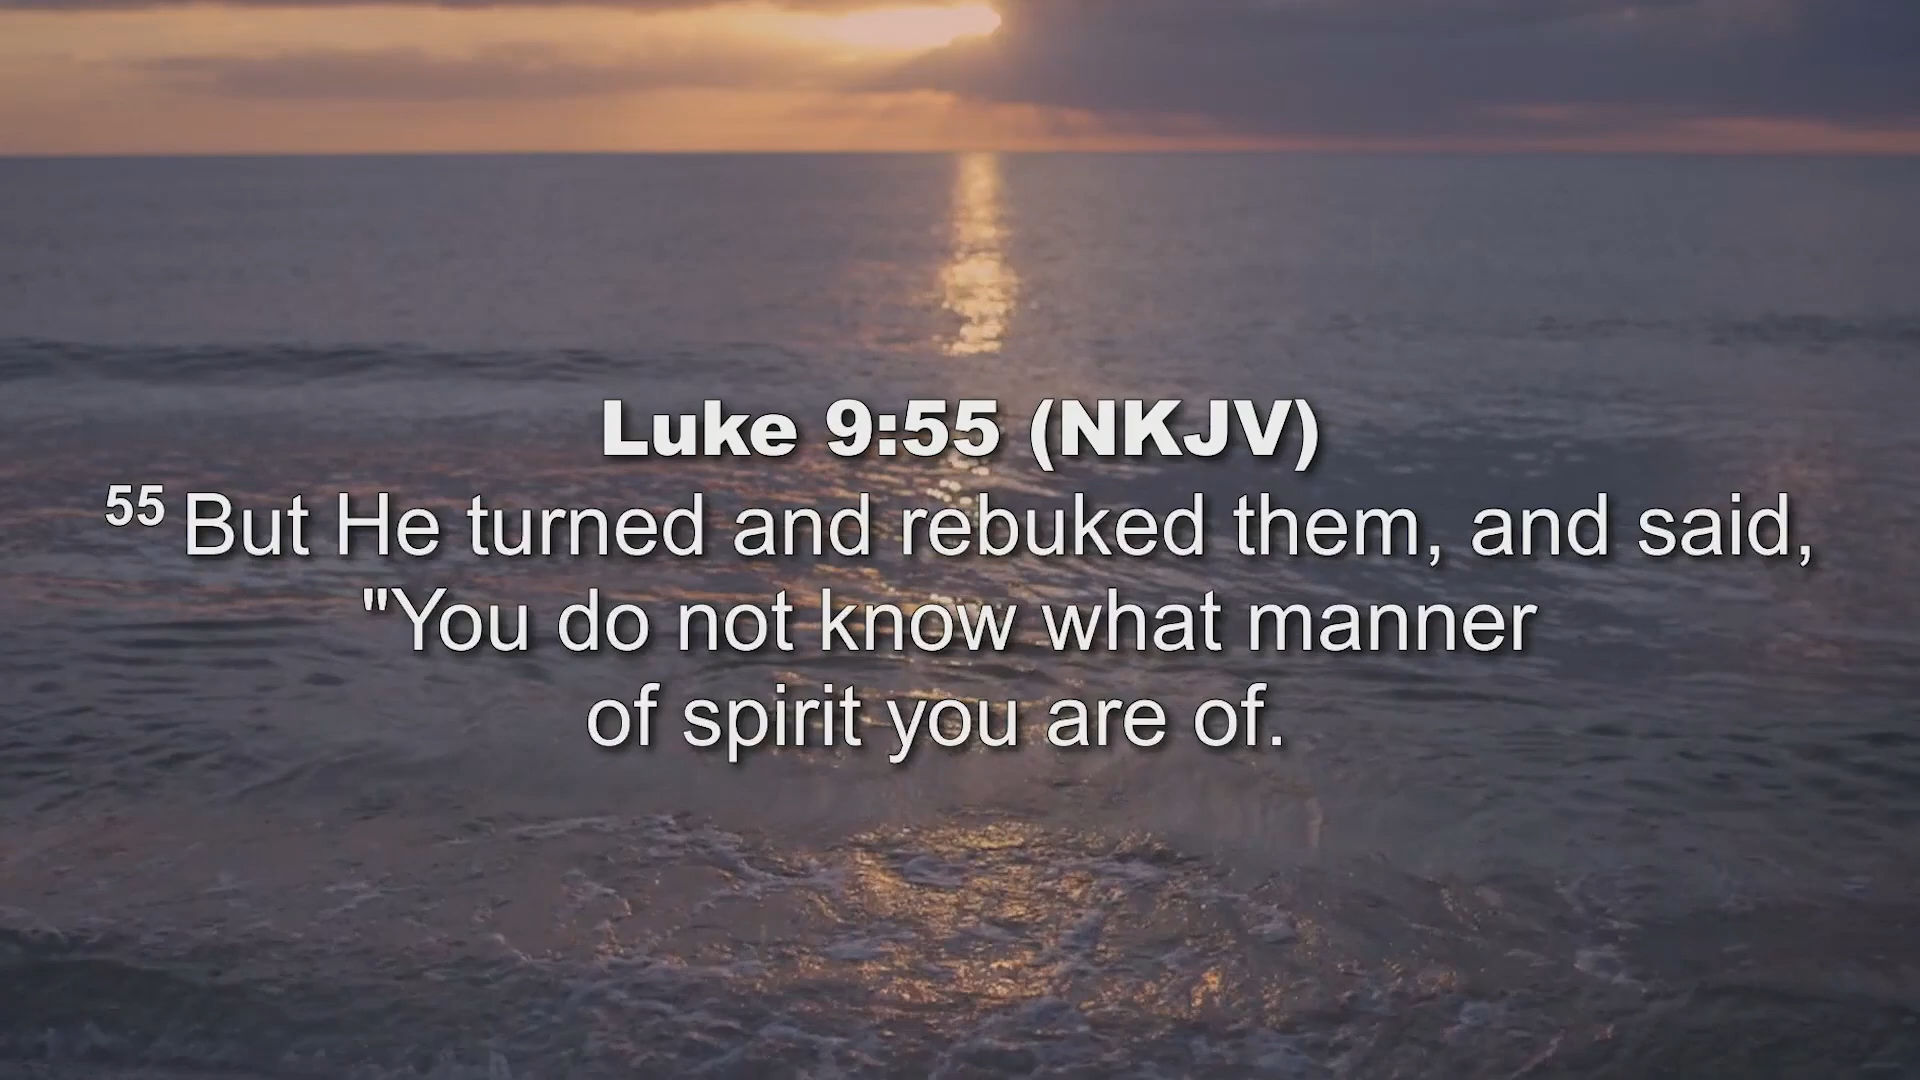 Luke 9:55 (NKJV)
55 But He turned and rebuked them, and said,
"You do not know what manner
of spirit you are of.